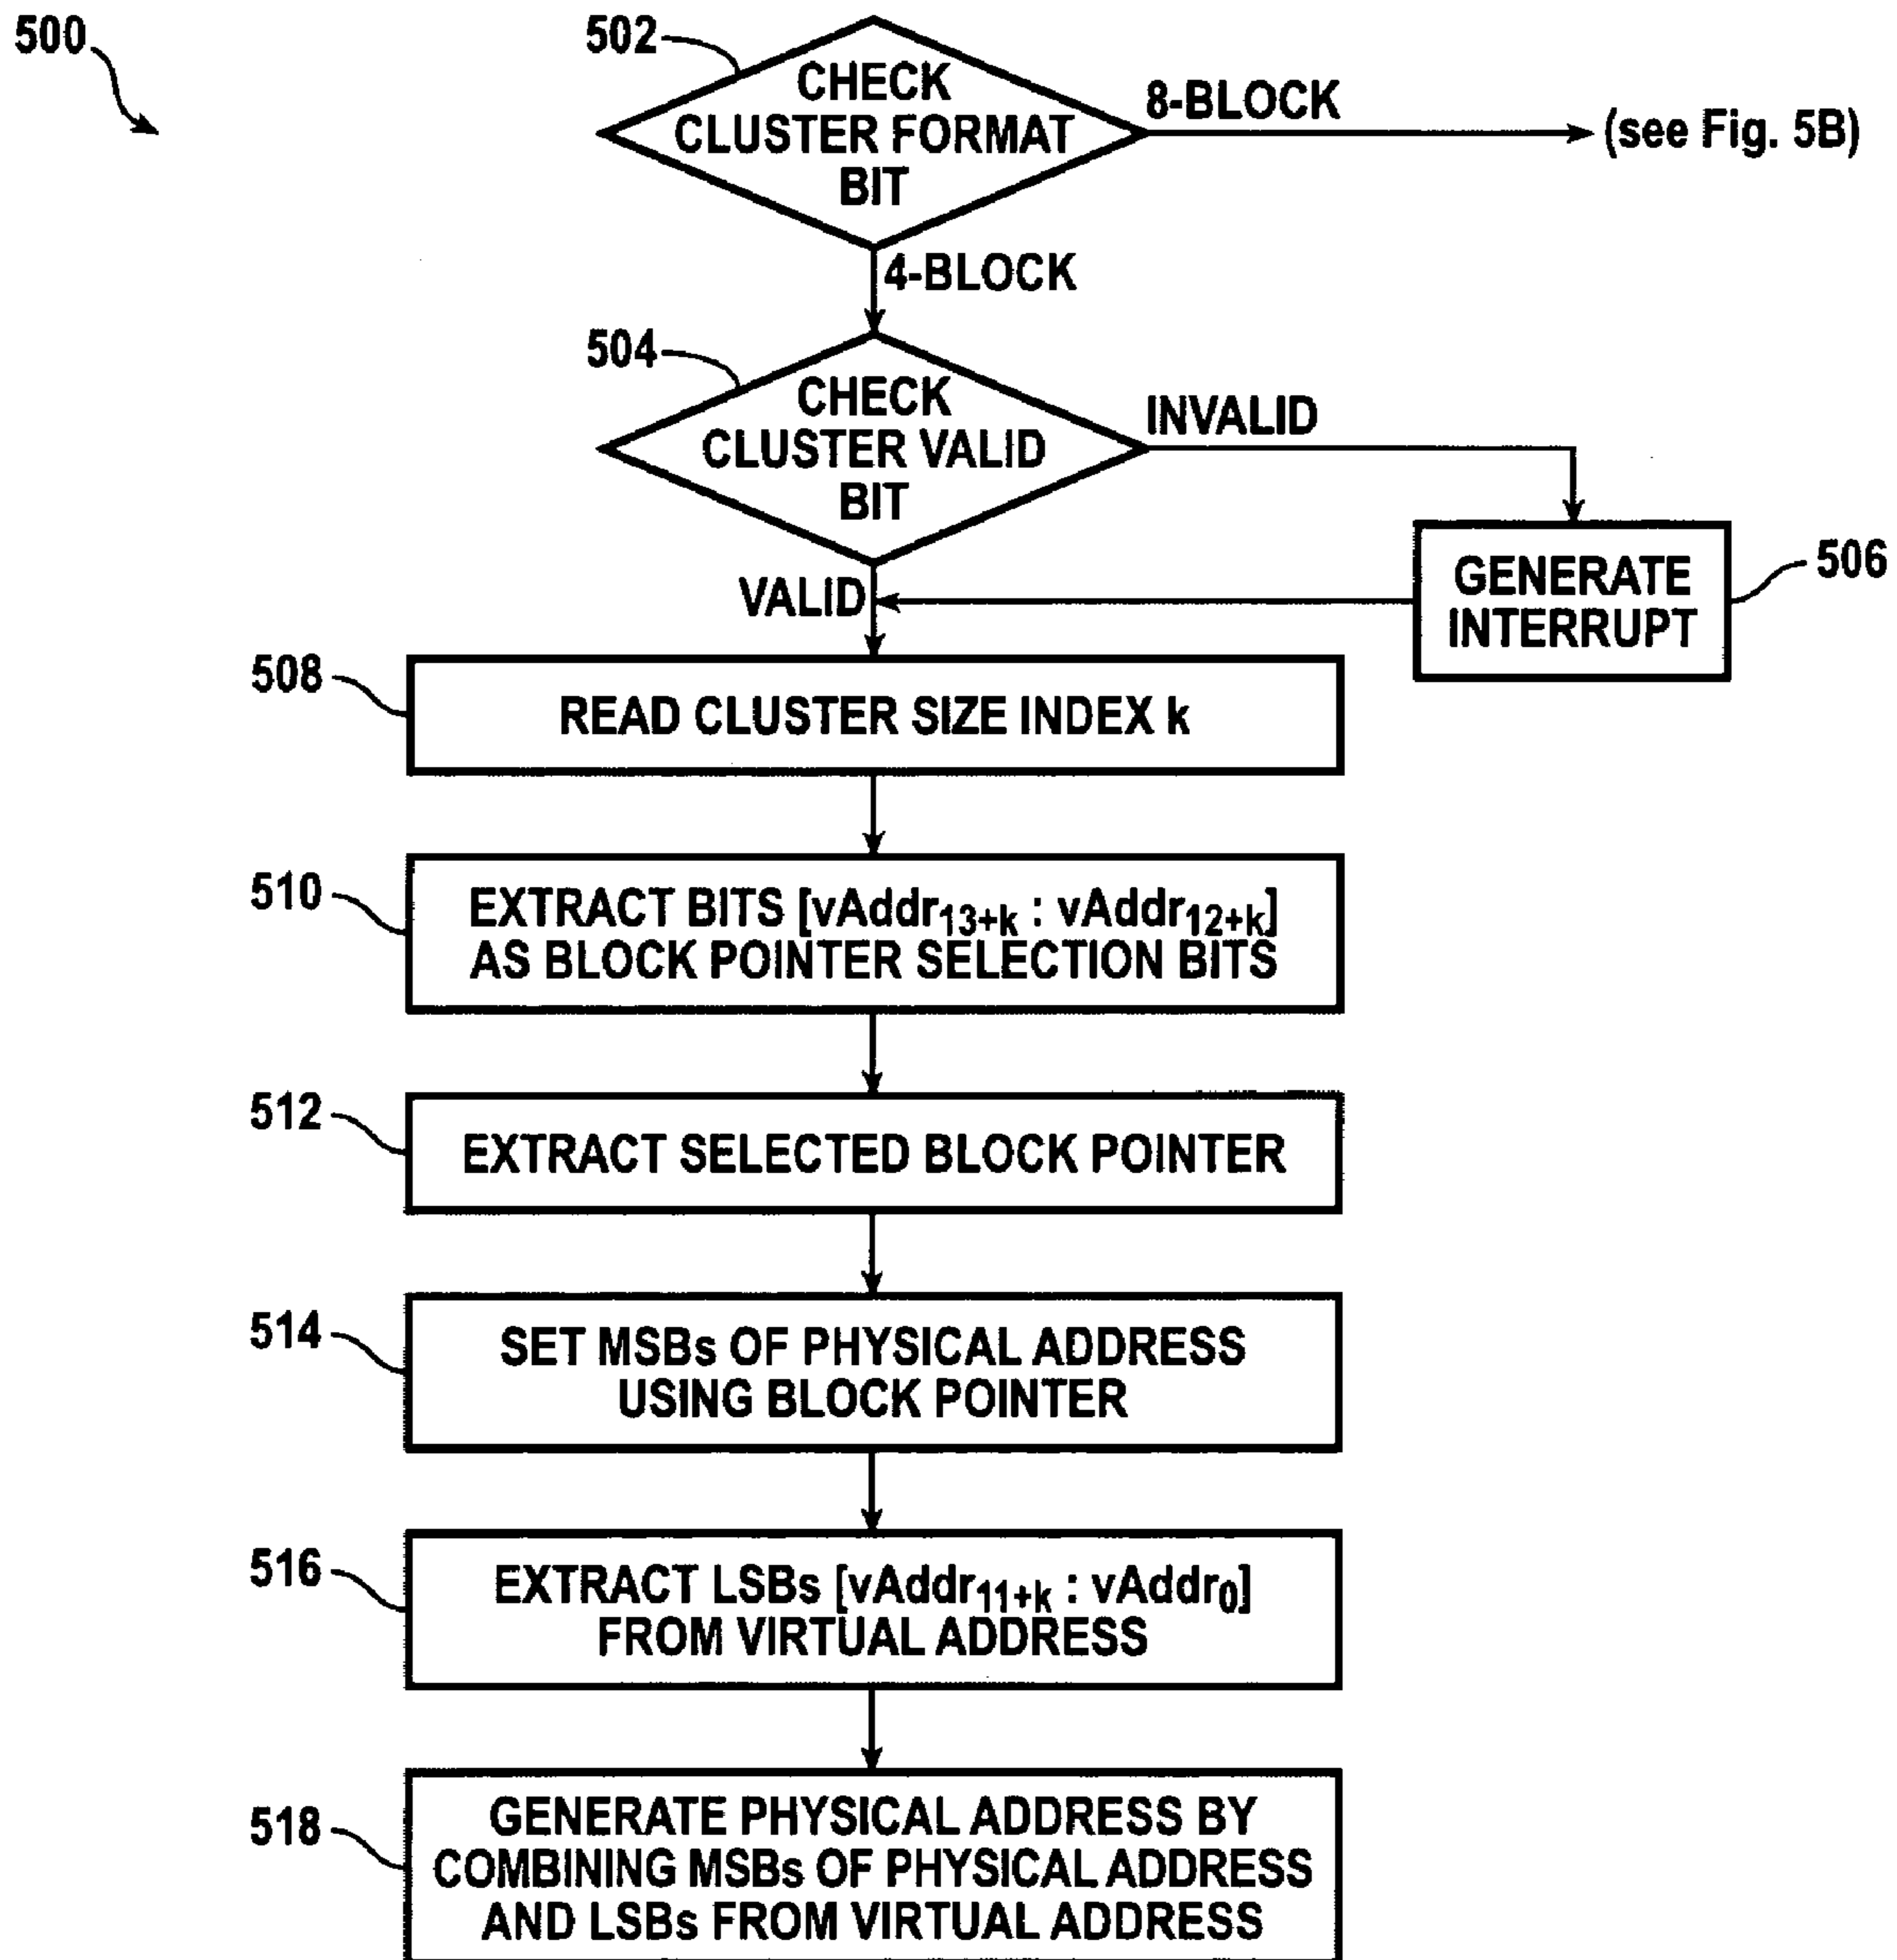 500
502
CHECK
CLUSTER FORMAT
BIT
8-BLOCK
(see Fig. 5B)
4-BLOCK
504
CHECK
CLUSTER VALID
BIT
INVALID
VALID
GENERATE
INTERRUPT
506
508
READ CLUSTER SIZE INDEX k
510
EXTRACT BITS [vAddr13+k : vAddr12+k]
AS BLOCK POINTER SELECTION BITS
512
EXTRACT SELECTED BLOCK POINTER
514
SET MSBs OF PHYSICAL ADDRESS
USING BLOCK POINTER
516
EXTRACT LSBs [vAddr11+k : vAddr0]
FROM VIRTUAL ADDRESS
518
GENERATE PHYSICAL ADDRESS BY
COMBINING MSBs OF PHYSICAL ADDRESS
AND LSBs FROM VIRTUAL ADDRESS